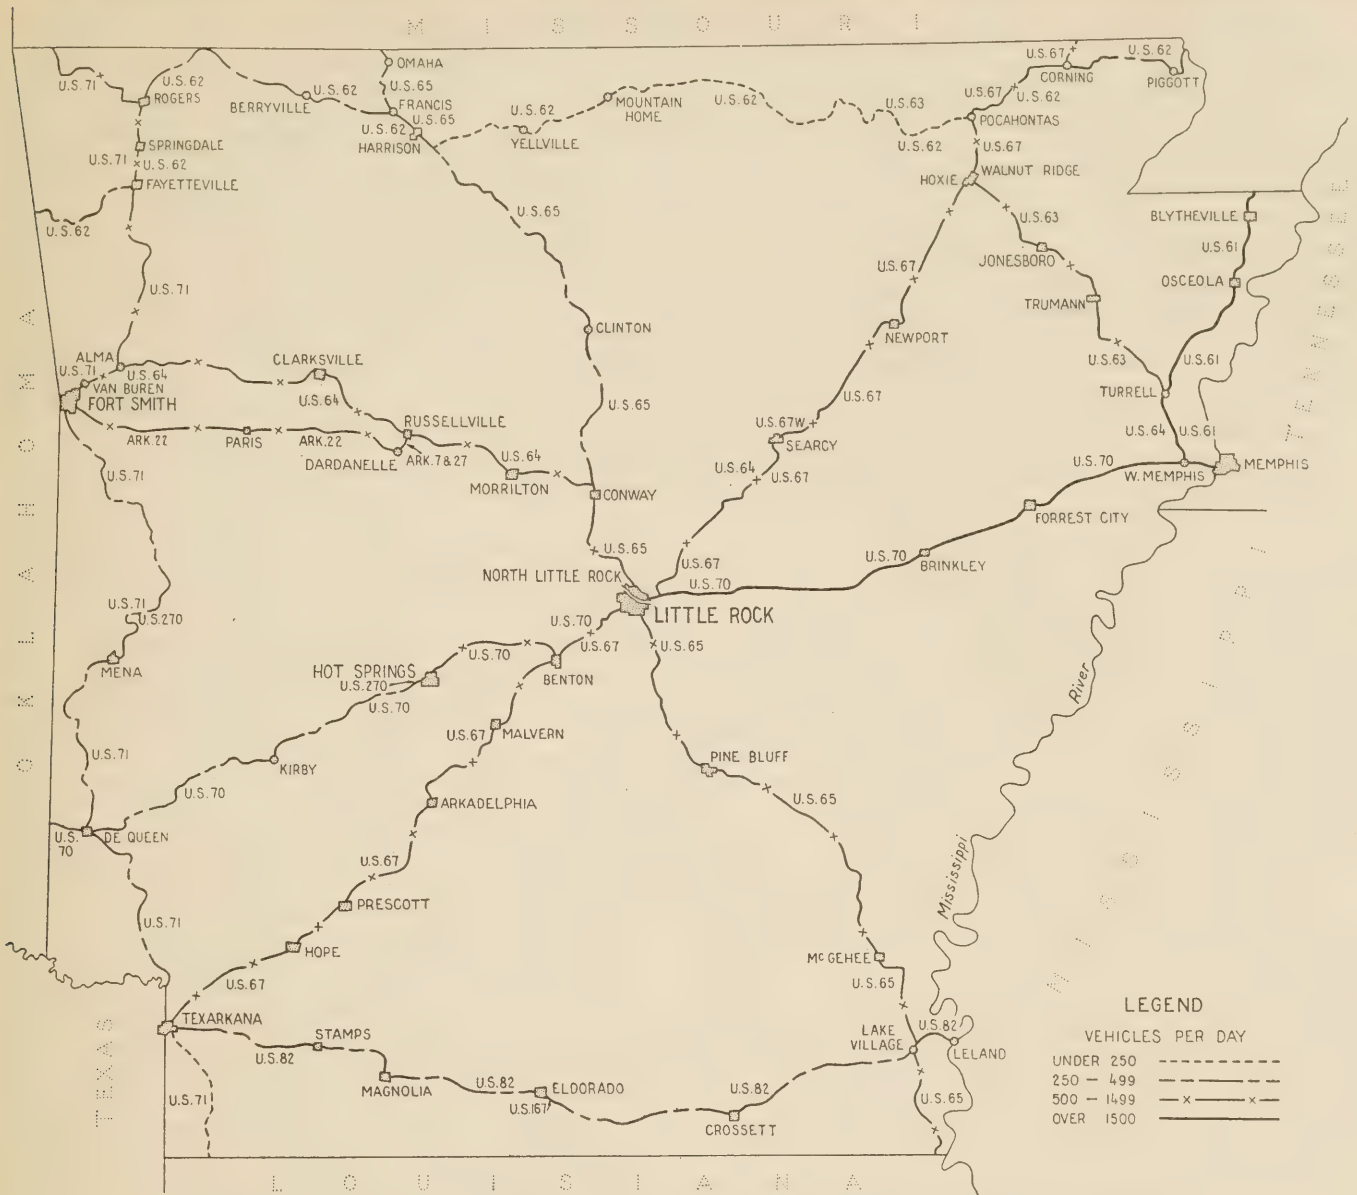 MISSOURI
U.S.71
U.S.62
ROGERS
BERRYVILLE
U.S.62
OMAHA
U.S.65
FRANCIS
U.S.65
U.S.62
HARRISON
U.S.62
YELLVILLE
MOUNTAIN
HOME
U.S.62
U.S.63
U.S.62
U.S.67
U.S.62
CORNING
PIGGOTT
U.S.67
U.S.62
POCAHONTAS
U.S.67
WALNUT RIDGE
HOXIE
SPRINGDALE
U.S.71
U.S.62
FAYETTEVILLE
U.S.62
U.S.71
U.S.65
U.S.63
JONESBORO
U.S.67
TRUMANN
BLYTHEVILLE
U.S.61
OSCEOLA
TENNESSEE
CLINTON
NEWPORT
U.S.63
U.S.61
TURRELL
ALMA
U.S.71
U.S.64
VAN BUREN
FORT SMITH
CLARKSVILLE
U.S.64
RUSSELLVILLE
ARK.22
PARIS
ARK.22
DARDANELLE
ARK.7&27
U.S.64
MORRILTON
U.S.65
CONWAY
U.S.67
U.S.67W
SEARCY
U.S.64
U.S.67
U.S.64
U.S.61
U.S.70
W. MEMPHIS
MEMPHIS
FORREST CITY
U.S.70
BRINKLEY
OKLAHOMA
U.S.71
U.S.65
U.S.67
NORTH LITTLE ROCK
U.S.70
LITTLE ROCK
U.S.71
U.S.270
MENA
U.S.70
U.S.67
U.S.65
HOT SPRINGS
U.S.70
U.S.270
U.S.70
BENTON
U.S.67
MALVERN
River
MISSISSIPPI
U.S.71
KIRBY
U.S.70
PINE BLUFF
U.S.65
ARKADELPHIA
U.S.
70
DE QUEEN
U.S.67
Mississippi
PRESCOTT
U.S.71
HOPE
U.S.67
Mc GEHEE
U.S.65
TEXARKANA
TEXAS
STAMPS
U.S.82
LAKE
VILLAGE
U.S.82
LELAND
MAGNOLIA
U.S.82
ELDORADO
U.S.167
U.S.82
CROSSETT
U.S.71
U.S.65
LEGEND
VEHICLES PER DAY
UNDER 250
250 - 499
500 - 1499
OVER 1500
LOUISIANA